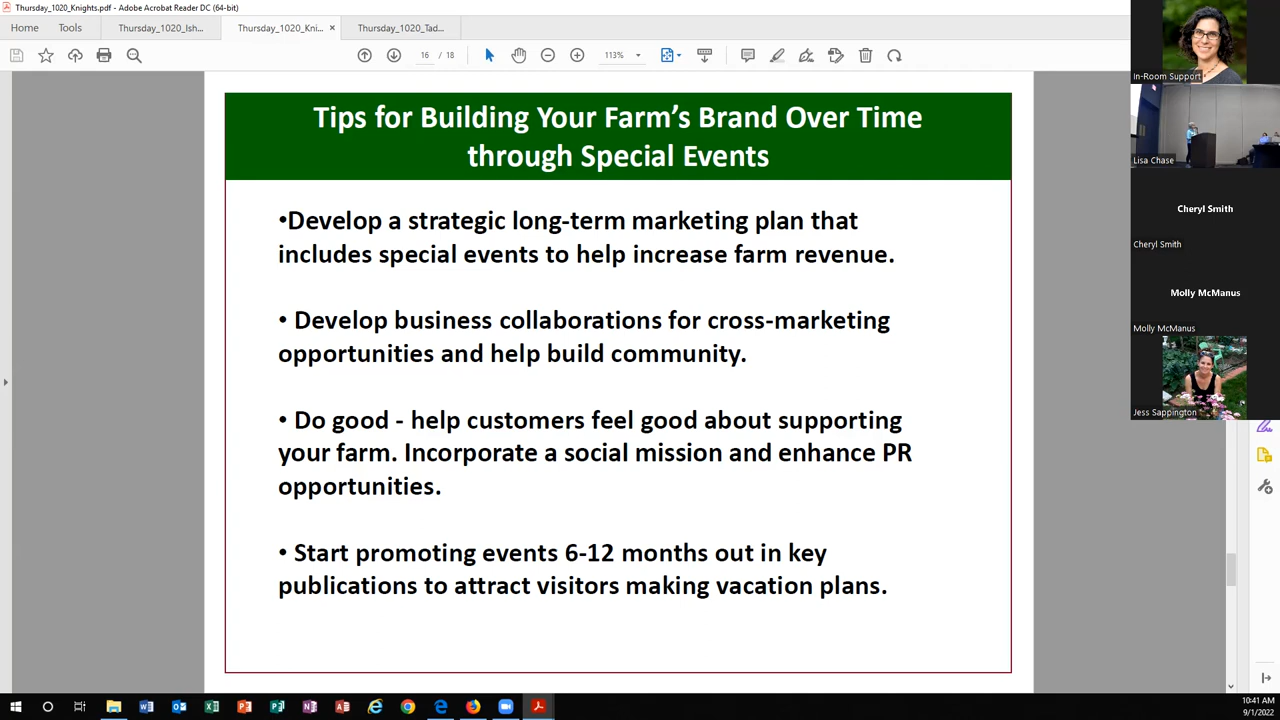 Thursday_1020_Knights.pdf - Adobe Acrobat Reader DC (64-bit)
Home Tools Thursday_1020_Ish... Thursday_1020_Kni... × Thursday_1020_Tad...
16 / 18 113%
Tips for Building Your Farm's Brand Over Time
through Special Events
•Develop a strategic long-term marketing plan that
includes special events to help increase farm revenue.
• Develop business collaborations for cross-marketing
opportunities and help build community.
• Do good - help customers feel good about supporting
your farm. Incorporate a social mission and enhance PR
opportunities.
• Start promoting events 6-12 months out in key
publications to attract visitors making vacation plans.
In-Room Support
Lisa Chase
Cheryl Smith
Cheryl Smith
Molly McManus
Molly McManus
Jess Sappington
10:41 AM
9/1/2022